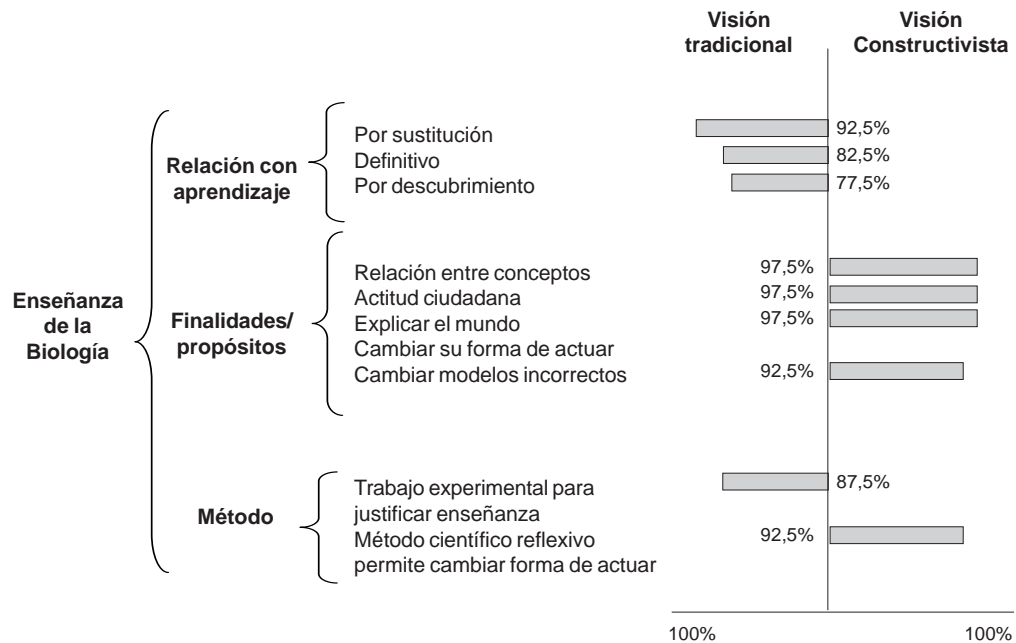 Visión
tradicional
Visión
Constructivista
Enseñanza
de la
Biología
Relación con
aprendizaje
Por sustitución
Definitivo
Por descubrimiento
92,5%
82,5%
77,5%
Finalidades/
propósitos
Relación entre conceptos
Actitud ciudadana
Explicar el mundo
Cambiar su forma de actuar
Cambiar modelos incorrectos
97,5%
97,5%
97,5%
92,5%
Método
Trabajo experimental para
justificar enseñanza
Método científico reflexivo
permite cambiar forma de actuar
87,5%
92,5%
100%
100%